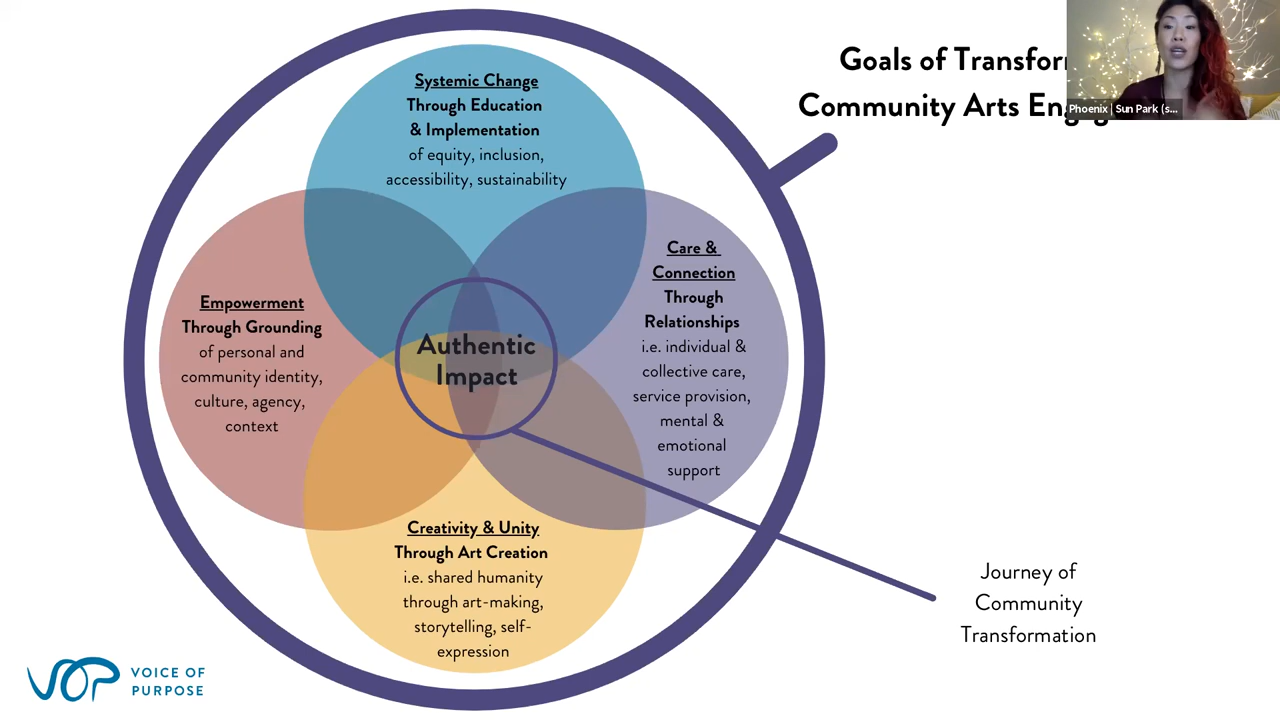 Goals of
Community Arts
Phoenix | Sun Park (s...
Systemic Change
Through Education
& Implementation
of equity, inclusion,
accessibility, sustainability
Empowerment
Through Grounding
of personal and
community identity,
culture, agency,
context
Care &
Connection
Through
Relationships
i.e. individual &
collective care,
service provision,
mental &
emotional
support
Authentic
Impact
Creativity & Unity
Through Art Creation
i.e. shared humanity
through art-making,
storytelling, self-
expression
Journey of
Community
Transformation
VOP
VOICE OF
PURPOSE